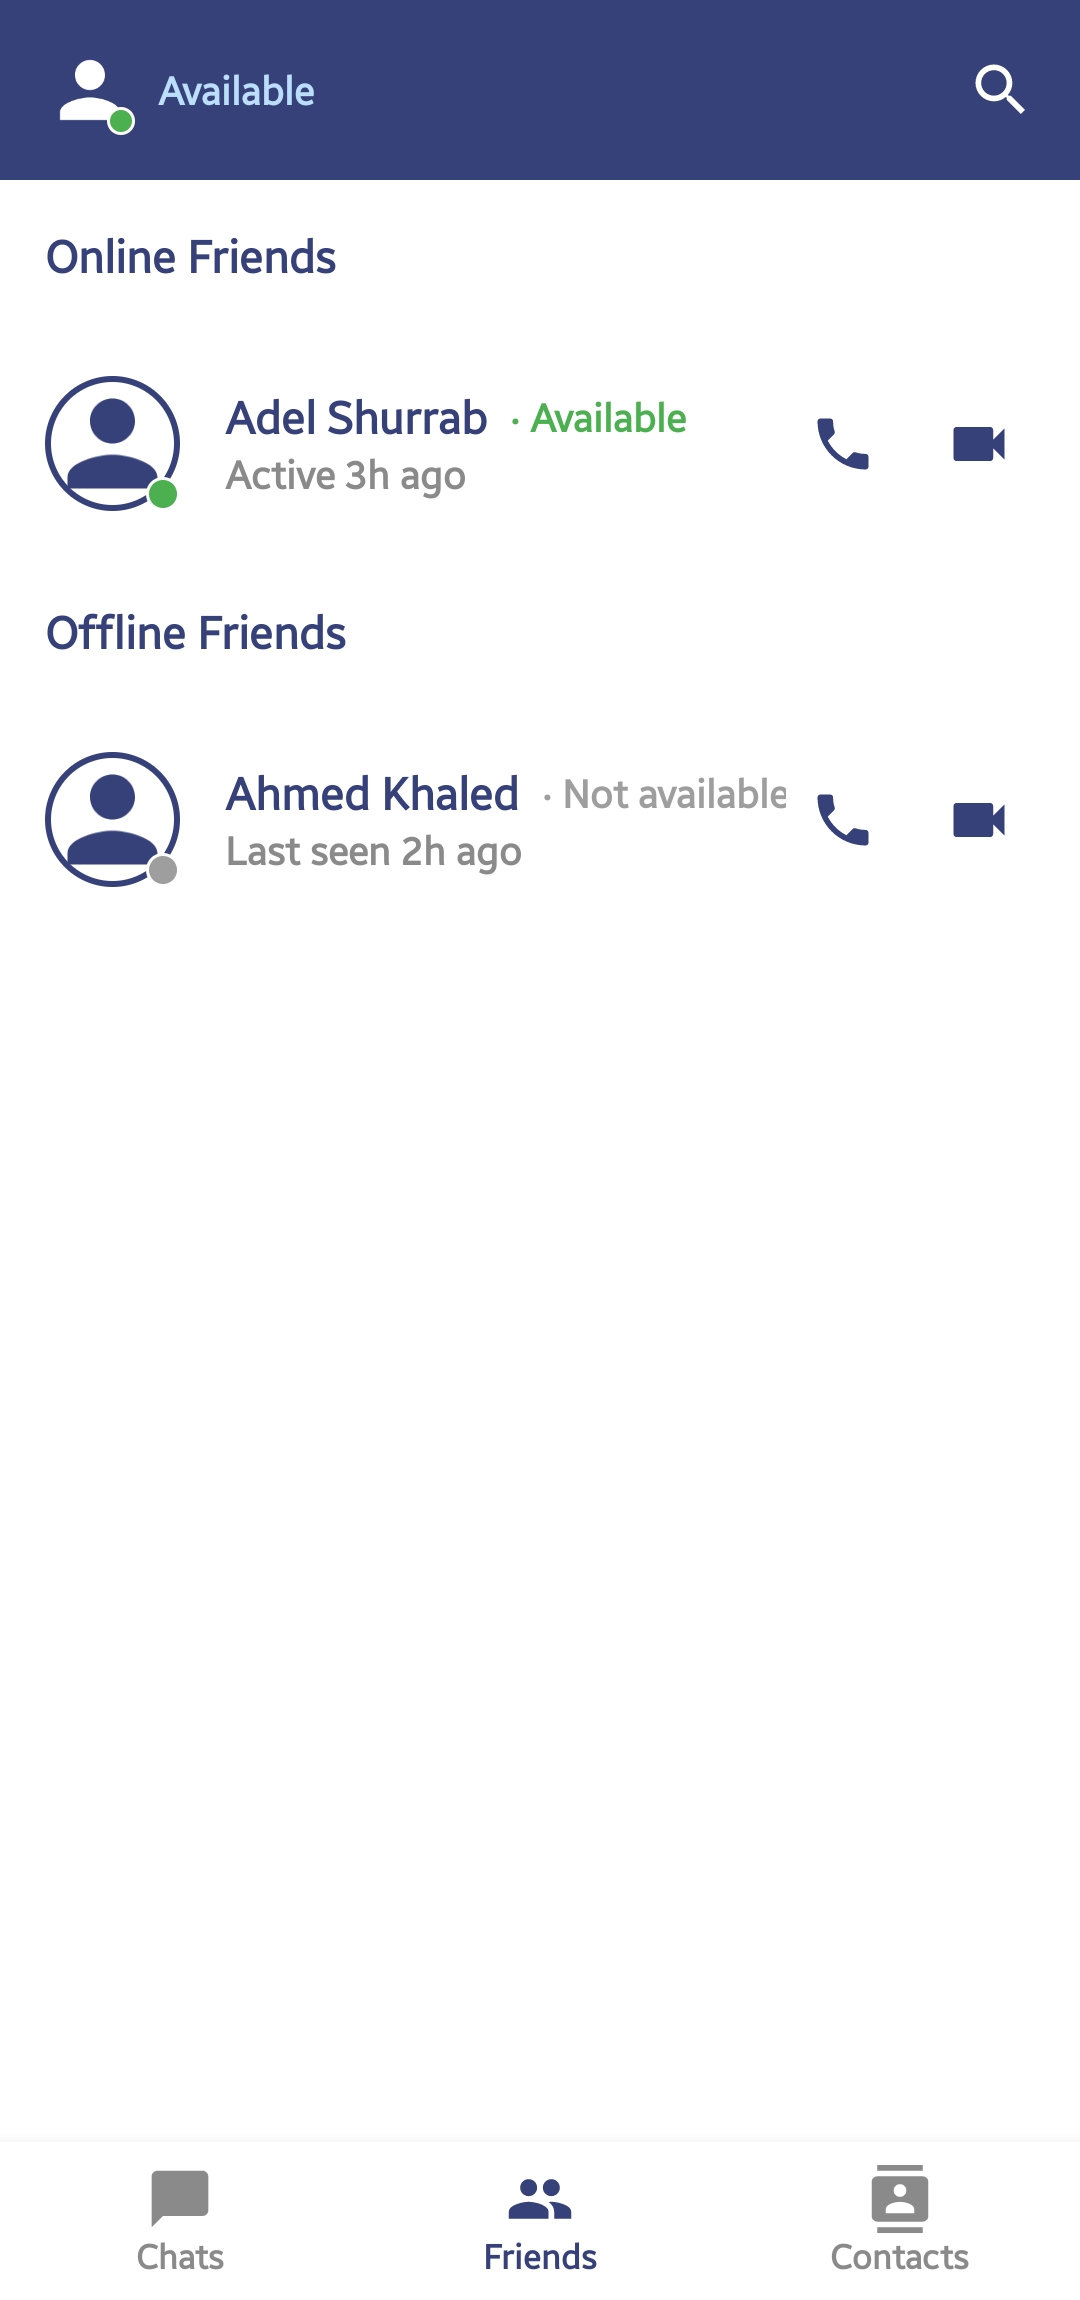 Available
Online Friends
Adel Shurrab · Available
Active 3h ago
Offline Friends
Ahmed Khaled · Not available
Last seen 2h ago
Chats
Friends
Contacts